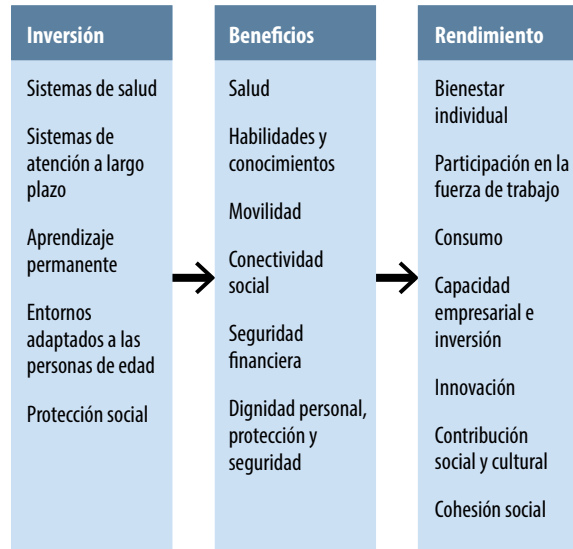 Inversión
Sistemas de salud
Sistemas de
atención a largo
plazo
Aprendizaje
permanente
Entornos
adaptados a las
personas de edad
Protección social
Beneficios
Salud
Habilidades y
conocimientos
Movilidad
Conectividad
social
Seguridad
financiera
Dignidad personal,
protección y
seguridad
Rendimiento
Bienestar
individual
Participación en la
fuerza de trabajo
Consumo
Capacidad
empresarial e
inversión
Innovación
Contribución
social y cultural
Cohesión social